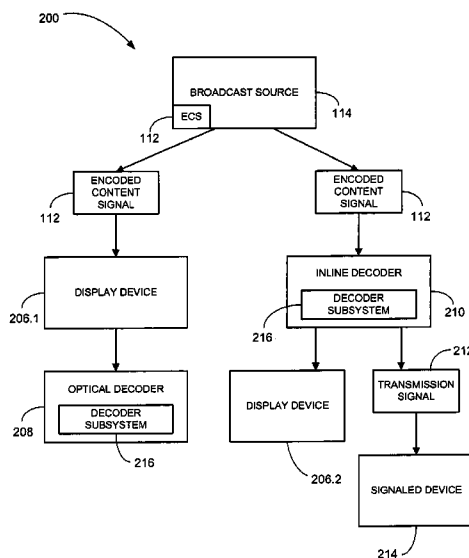 200
BROADCAST SOURCE
ECS
112
114
ENCODED
CONTENT
SIGNAL
112
ENCODED
CONTENT
SIGNAL
112
DISPLAY DEVICE
206.1
INLINE DECODER
DECODER
SUBSYSTEM
216
210
OPTICAL DECODER
DECODER
SUBSYSTEM
208
216
DISPLAY DEVICE
206.2
212
TRANSMISSION
SIGNAL
SIGNALED DEVICE
214